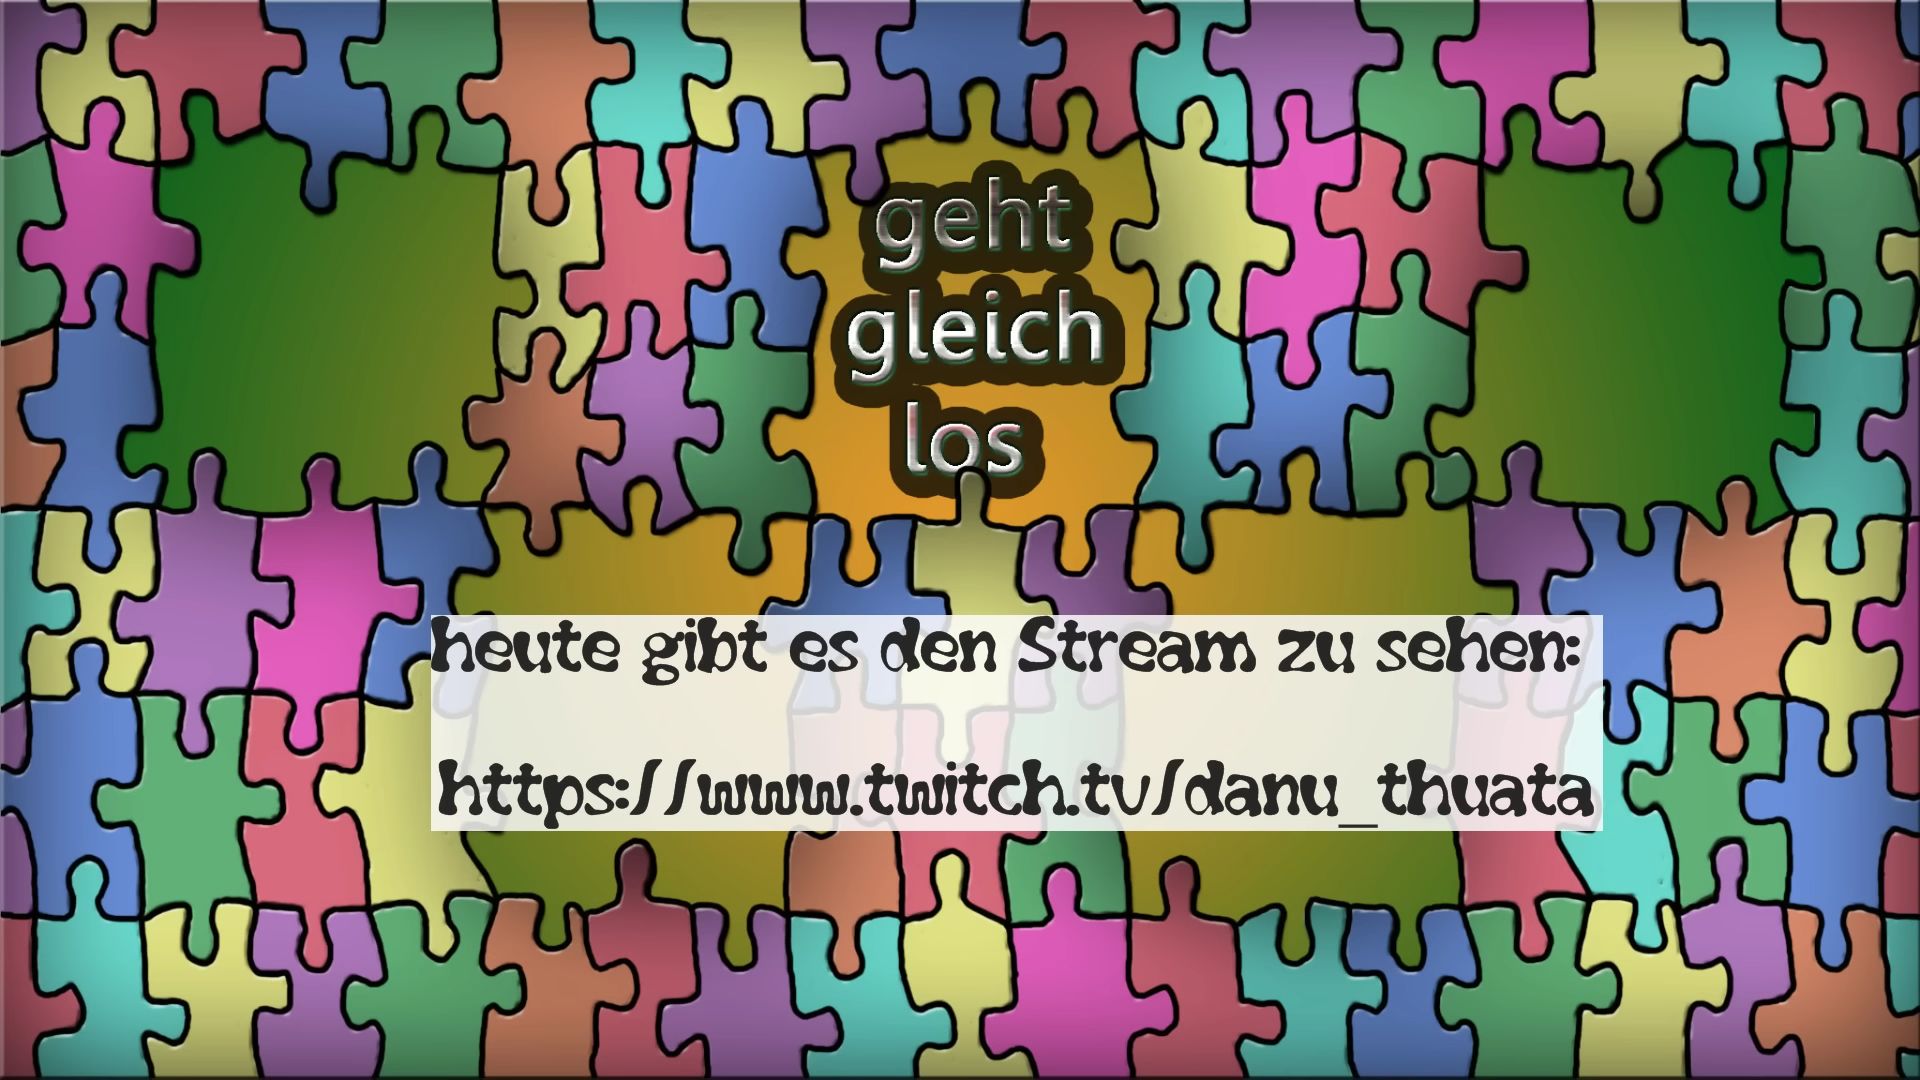 geht
gleich
los
heute gibt es den Stream zu sehen:
https://www.twitch.tv/danu_thuata